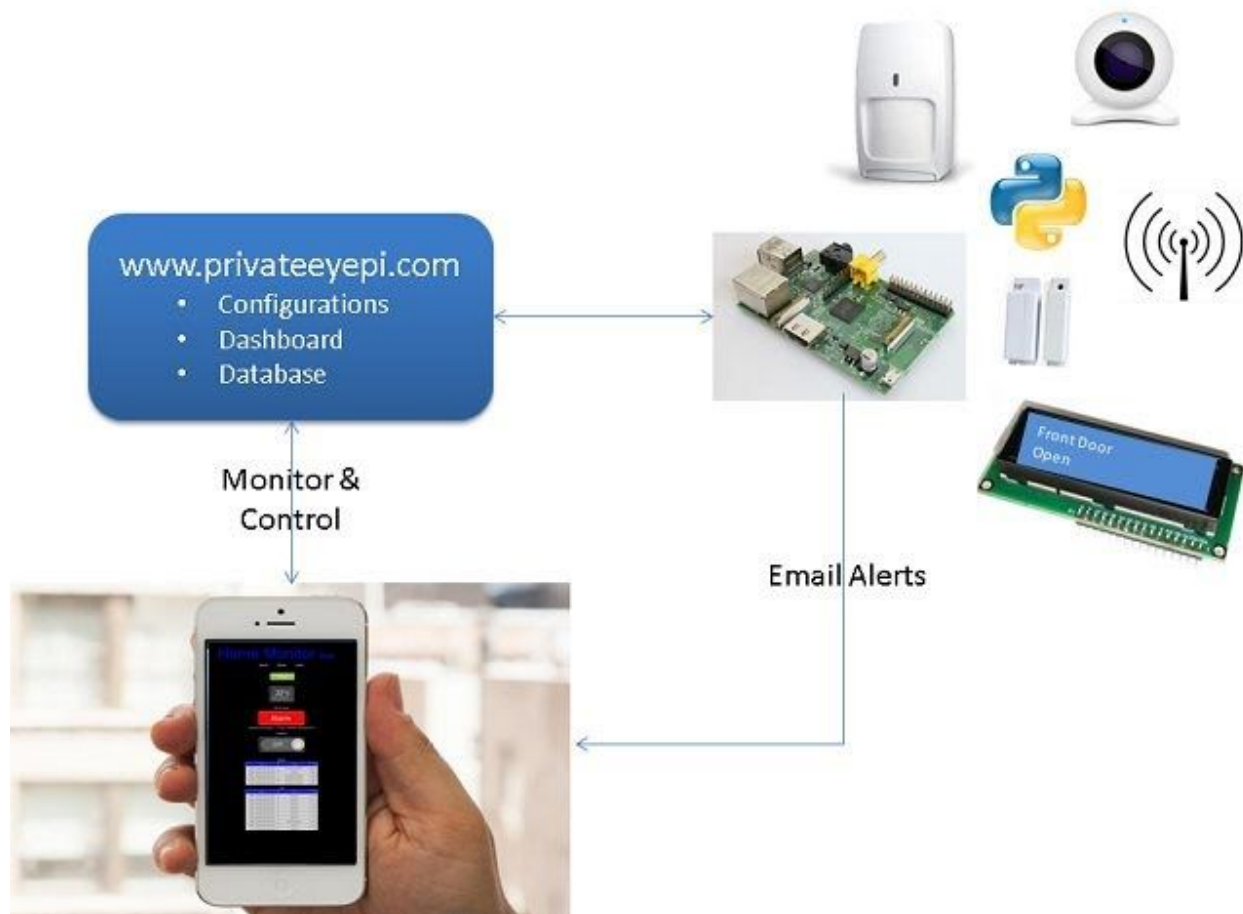 www.privateeyepi.com
• Configurations
• Dashboard
• Database
Monitor &
Control
Email Alerts
Front Door
Open
Home Monitor
Alarm